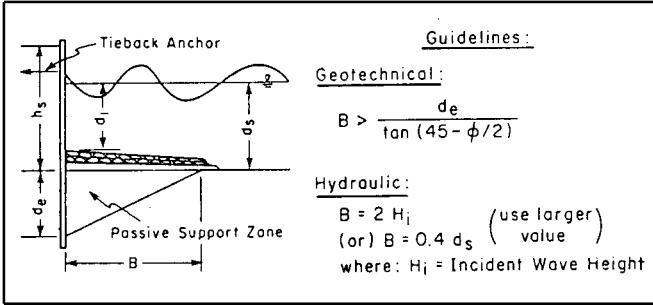 Tieback Anchor
h_s
d_l
d_s
d_e
Passive Support Zone
B
Guidelines:
Geotechnical:
B > d_e / tan (45 - ϕ/2)
Hydraulic:
B = 2 H_i (use larger
(or) B = 0.4 d_s value)
where: H_i = Incident Wave Height